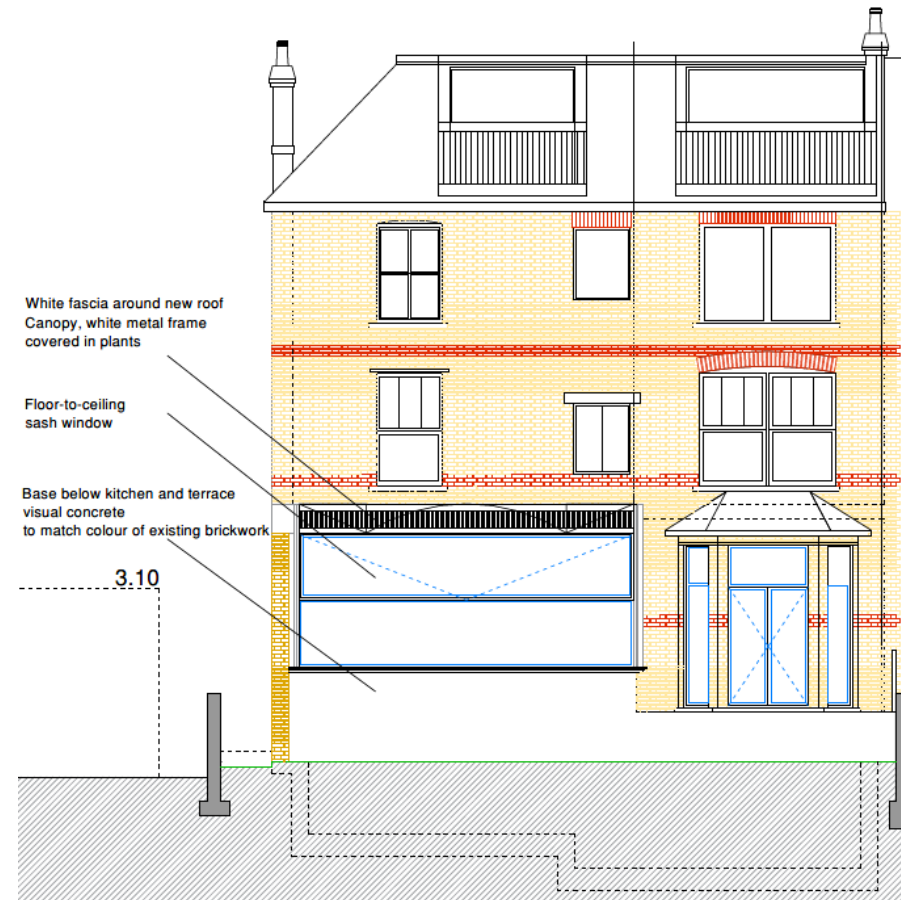 White fascia around new roof
Canopy, white metal frame
covered in plants
Floor-to-ceiling
sash window
Base below kitchen and terrace
visual concrete
to match colour of existing brickwork
3.10